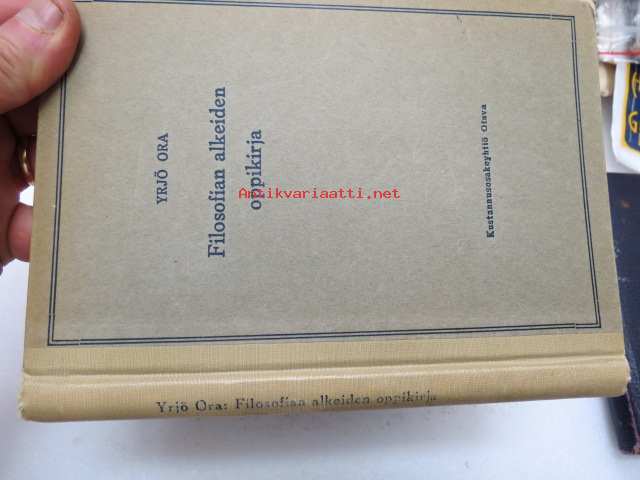 YRJÖ ORA
Filosofian alkeiden
oppikirja
Kustannusosakeyhtiö Otava
Yrjö Ora: Filosofian alkeiden oppikirja
Antikvariaatti.net